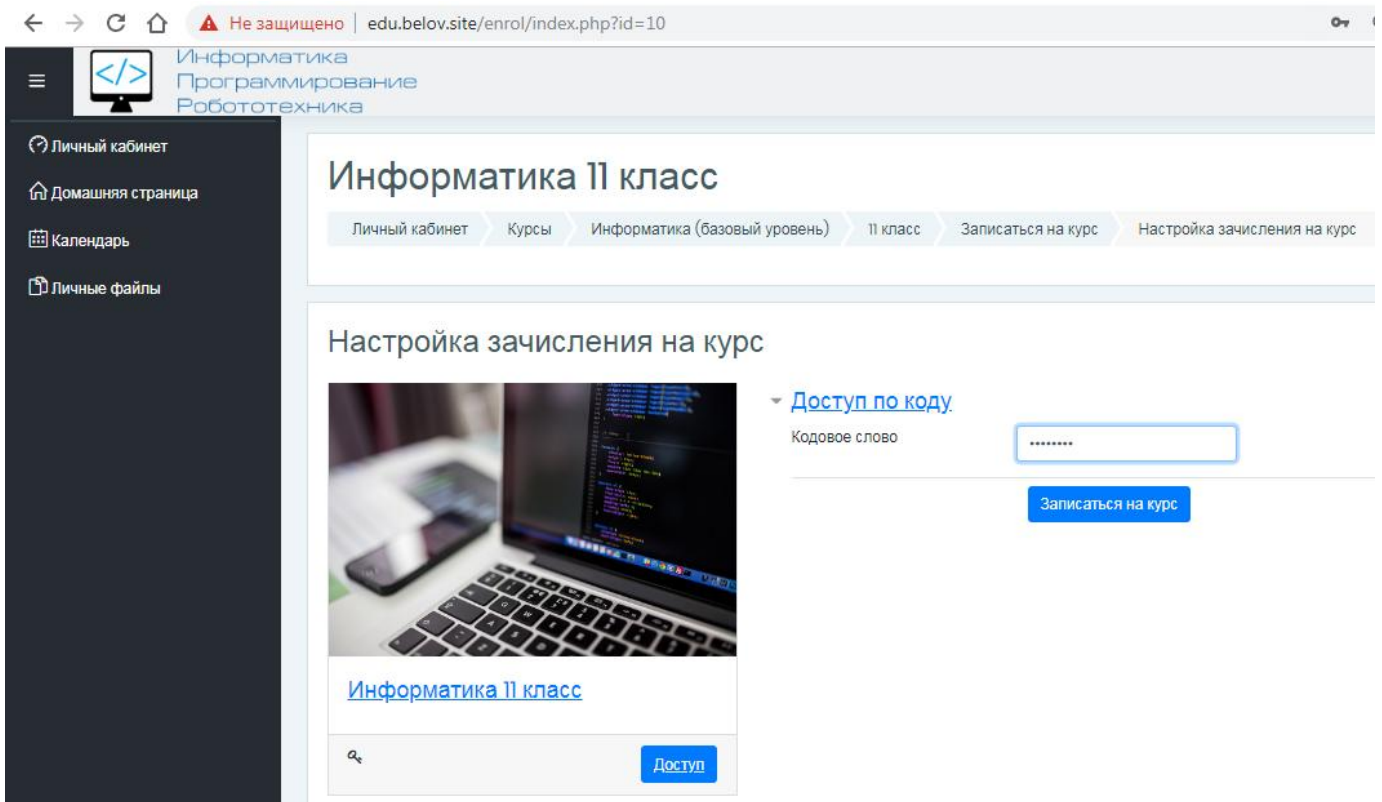 Не защищено | edu.belov.site/enrol/index.php?id=10
</>
Информатика
Программирование
Робототехника
Личный кабинет
Домашняя страница
Календарь
Личные файлы
Информатика 11 класс
Личный кабинет Курсы Информатика (базовый уровень) 11 класс Записаться на курс Настройка зачисления на курс
Настройка зачисления на курс
Доступ по коду
Кодовое слово ••••••••
Записаться на курс
Информатика 11 класс
Доступ